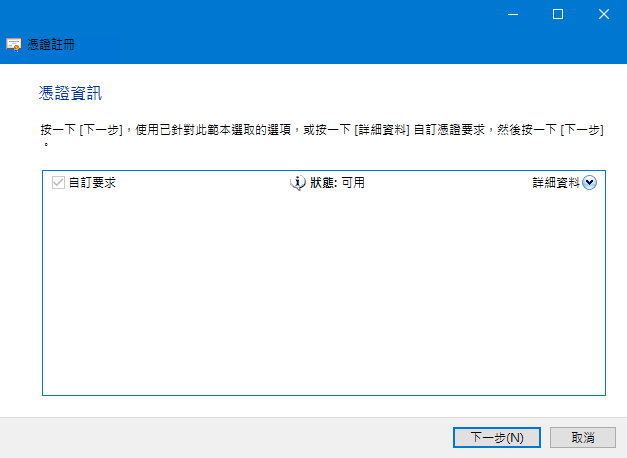 憑證註冊
憑證資訊
按一下 [下一步]，使用已針對此範本選取的選項，或按一下 [詳細資料] 自訂憑證要求，然後按一下 [下一步]
。
自訂要求 狀態: 可用 詳細資料
下一步(N) 取消